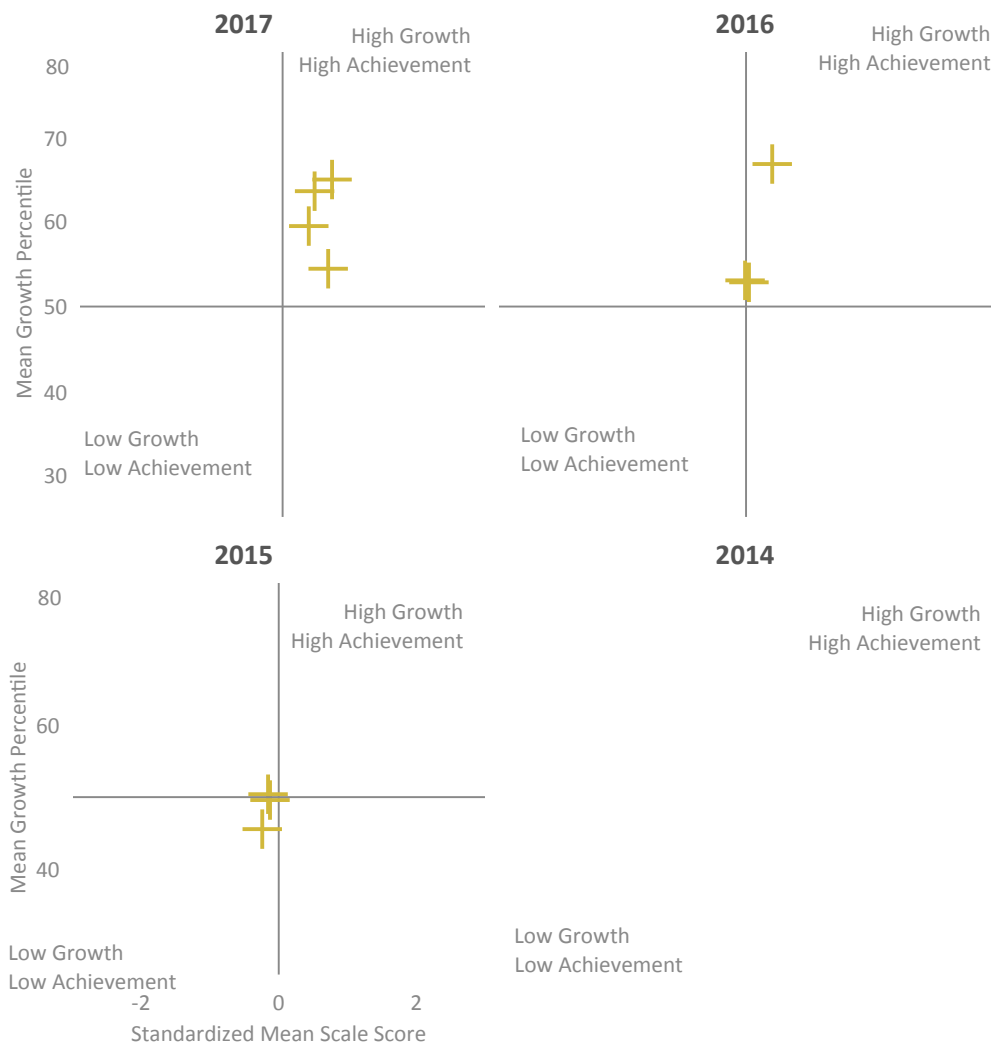 2017
High Growth
High Achievement
80
70
60
50
40
30
Mean Growth Percentile
Low Growth
Low Achievement
2016
High Growth
High Achievement
Low Growth
Low Achievement
2015
High Growth
High Achievement
80
60
40
Mean Growth Percentile
Low Growth
Low Achievement
-2 0 2
Standardized Mean Scale Score
2014
High Growth
High Achievement
Low Growth
Low Achievement